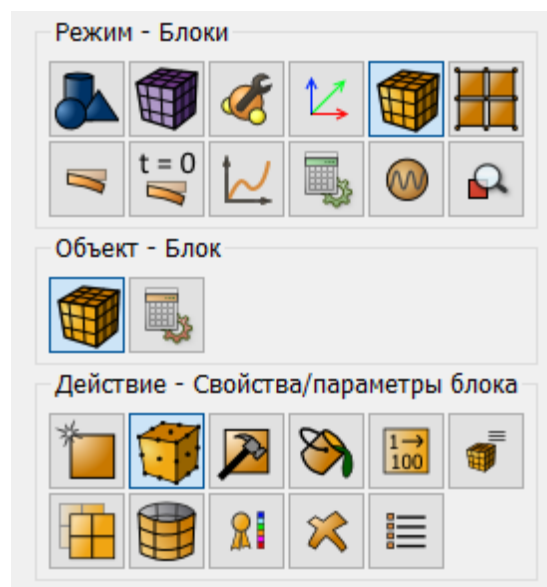 Режим - Блоки
t = 0
Объект - Блок
Действие - Свойства/параметры блока
1→
100